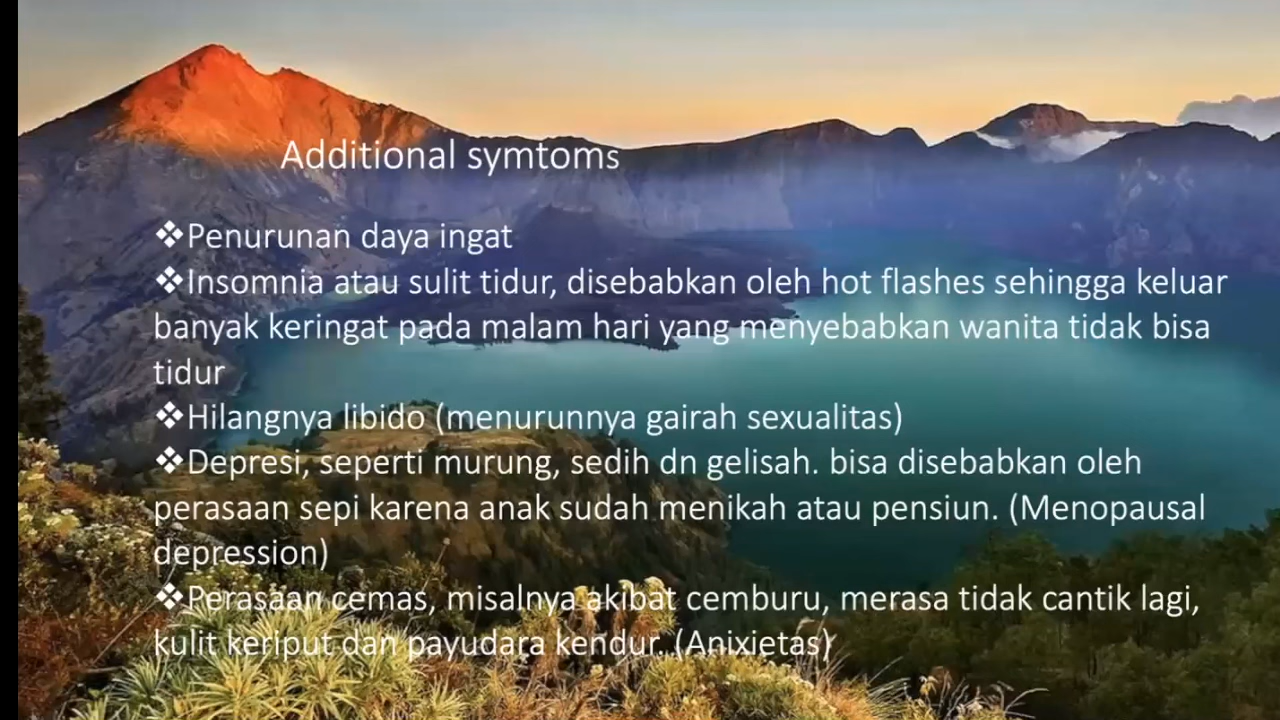 Additional symtoms
❖Penurunan daya ingat
❖Insomnia atau sulit tidur, disebabkan oleh hot flashes sehingga keluar
banyak keringat pada malam hari yang menyebabkan wanita tidak bisa
tidur
❖Hilangnya libido (menurunnya gairah sexualitas)
❖Depresi, seperti murung, sedih dn gelisah. bisa disebabkan oleh
perasaan sepi karena anak sudah menikah atau pensiun. (Menopausal
depression)
❖Perasaan cemas, misalnya akibat cemburu, merasa tidak cantik lagi,
kulit keriput dan payudara kendur. (Anixietas)